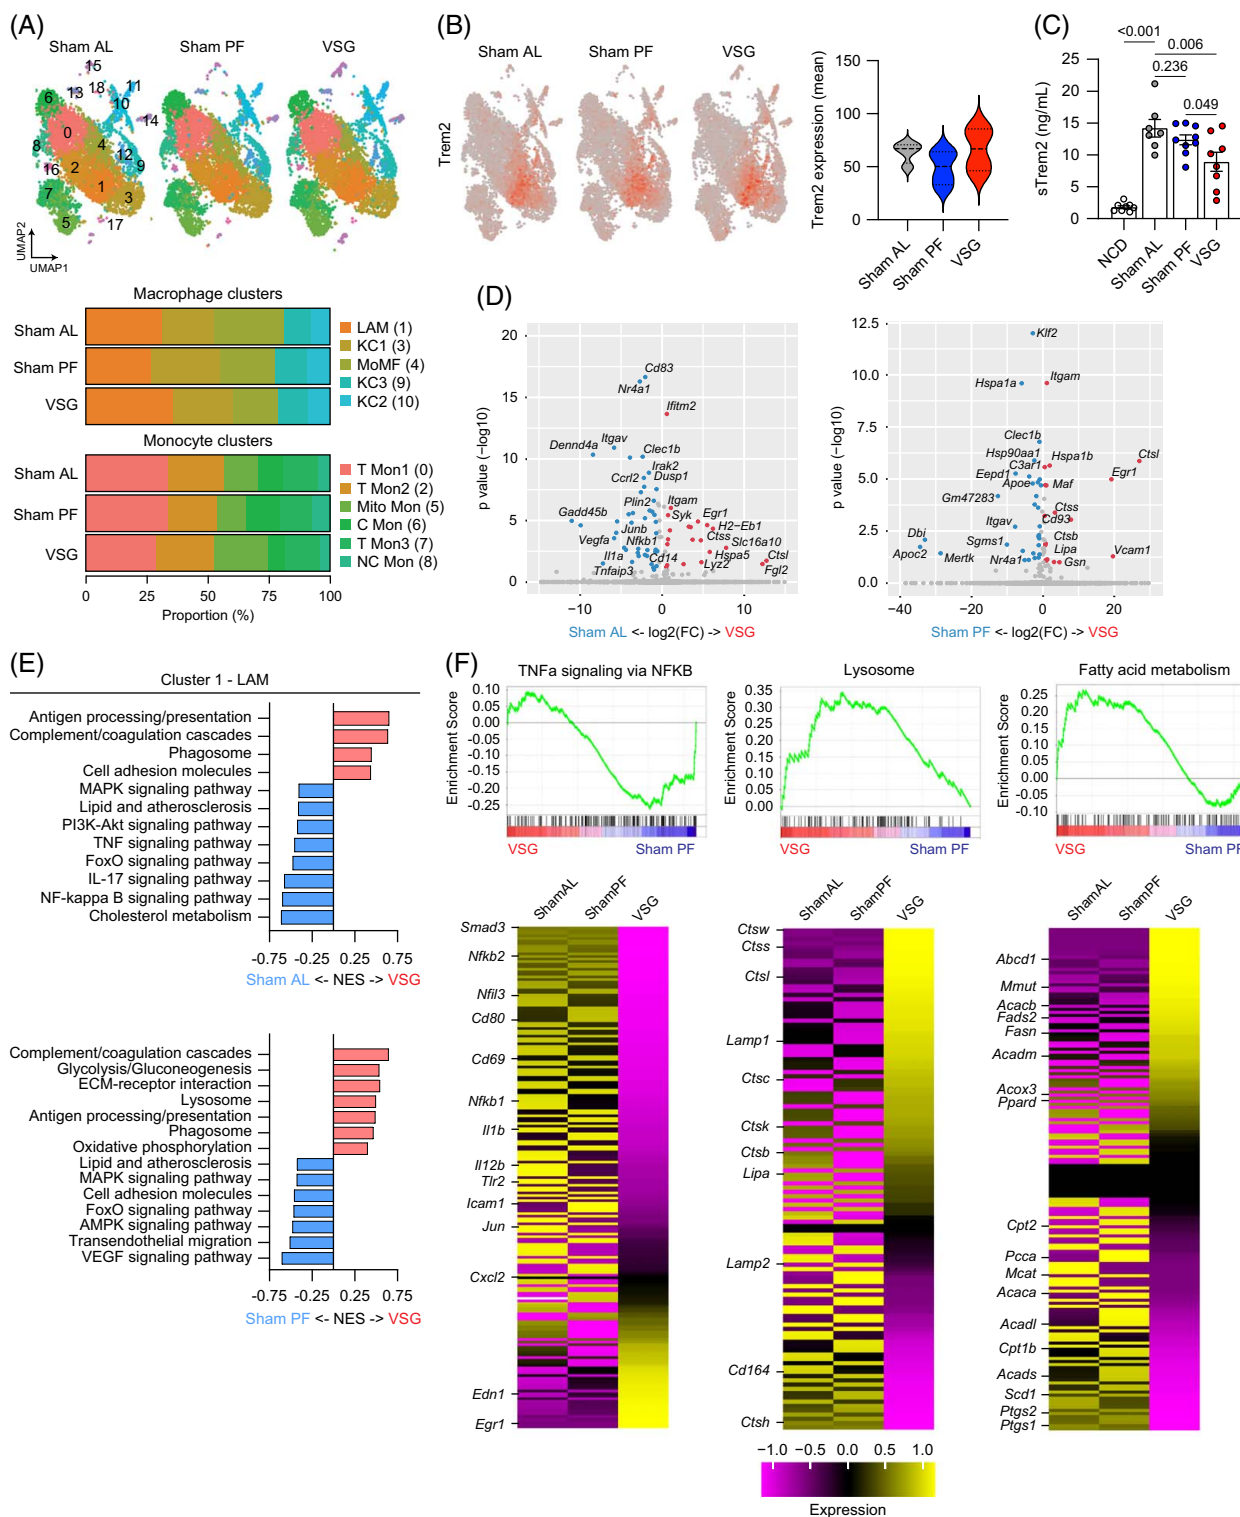 (A)
Sham AL
Sham PF
VSG
15
11
6
13
18
10
14
0
8
4
12
16
2
9
1
7
3
5
17
UMAP2
UMAP1
Macrophage clusters
Sham AL
Sham PF
VSG
LAM (1)
KC1 (3)
MoMF (4)
KC3 (9)
KC2 (10)
Monocyte clusters
Sham AL
Sham PF
VSG
T Mon1 (0)
T Mon2 (2)
Mito Mon (5)
C Mon (6)
T Mon3 (7)
NC Mon (8)
0 25 50 75 100
Proportion (%)
(B)
Sham AL
Sham PF
VSG
Trem2
Trem2 expression (mean)
150
100
50
0
Sham AL
Sham PF
VSG
(C)
<0.001
0.006
0.236
0.049
sTrem2 (ng/mL)
25
20
15
10
5
0
NCD
Sham AL
Sham PF
VSG
(D)
p value (−log10)
20
15
10
5
0
Cd83
Nr4a1
Ifitm2
Itgav
Dennd4a
Clec1b
Irak2
Ccrl2
Dusp1
Plin2
Itgam
Gadd45b
Syk
Egr1
Junb
H2-Eb1
Vegfa
Nfkb1
Ctss
Slc16a10
Il1a
Cd14
Hspa5
Ctsl
Tnfaip3
Lyz2
Fgl2
−10 0 10
Sham AL <- log2(FC) -> VSG
p value (−log10)
12.5
10.0
7.5
5.0
2.5
0.0
Klf2
Hspa1a
Itgam
Clec1b
Hsp90aa1
Hspa1b
Ctsl
C3ar1
Eepd1
Egr1
Apoe
Maf
Gm47283
Ctss
Itgav
Cd93
Dbi
Sgms1
Ctsb
Apoc2
Lipa
Vcam1
Mertk
Nr4a1
Gsn
−40 −20 0 20
Sham PF <- log2(FC) -> VSG
(E)
Cluster 1 - LAM
Antigen processing/presentation
Complement/coagulation cascades
Phagosome
Cell adhesion molecules
MAPK signaling pathway
Lipid and atherosclerosis
PI3K-Akt signaling pathway
TNF signaling pathway
FoxO signaling pathway
IL-17 signaling pathway
NF-kappa B signaling pathway
Cholesterol metabolism
-0.75 -0.25 0.25 0.75
Sham AL <- NES -> VSG
Complement/coagulation cascades
Glycolysis/Gluconeogenesis
ECM-receptor interaction
Lysosome
Antigen processing/presentation
Phagosome
Oxidative phosphorylation
Lipid and atherosclerosis
MAPK signaling pathway
Cell adhesion molecules
FoxO signaling pathway
AMPK signaling pathway
Transendothelial migration
VEGF signaling pathway
-0.75 -0.25 0.25 0.75
Sham PF <- NES -> VSG
(F)
TNFa signaling via NFKB
Enrichment Score
0.10
0.05
0.00
-0.05
-0.10
-0.15
-0.20
-0.25
VSG
Sham PF
Lysosome
Enrichment Score
0.35
0.30
0.25
0.20
0.15
0.10
0.05
0.00
VSG
Sham PF
Fatty acid metabolism
Enrichment Score
0.25
0.20
0.15
0.10
0.05
0.00
-0.05
-0.10
VSG
Sham PF
ShamAL
ShamPF
VSG
Smad3
Nfkb2
Nfil3
Cd80
Cd69
Nfkb1
Il1b
Il12b
Tlr2
Icam1
Jun
Cxcl2
Edn1
Egr1
ShamAL
ShamPF
VSG
Ctsw
Ctss
Ctsl
Lamp1
Ctsc
Ctsk
Ctsb
Lipa
Lamp2
Cd164
Ctsh
ShamAL
ShamPF
VSG
Abcd1
Mmut
Acacb
Fads2
Fasn
Acadm
Acox3
Ppard
Cpt2
Pcca
Mcat
Acaca
Acadl
Cpt1b
Acads
Scd1
Ptgs2
Ptgs1
−1.0 −0.5 0.0 0.5 1.0
Expression